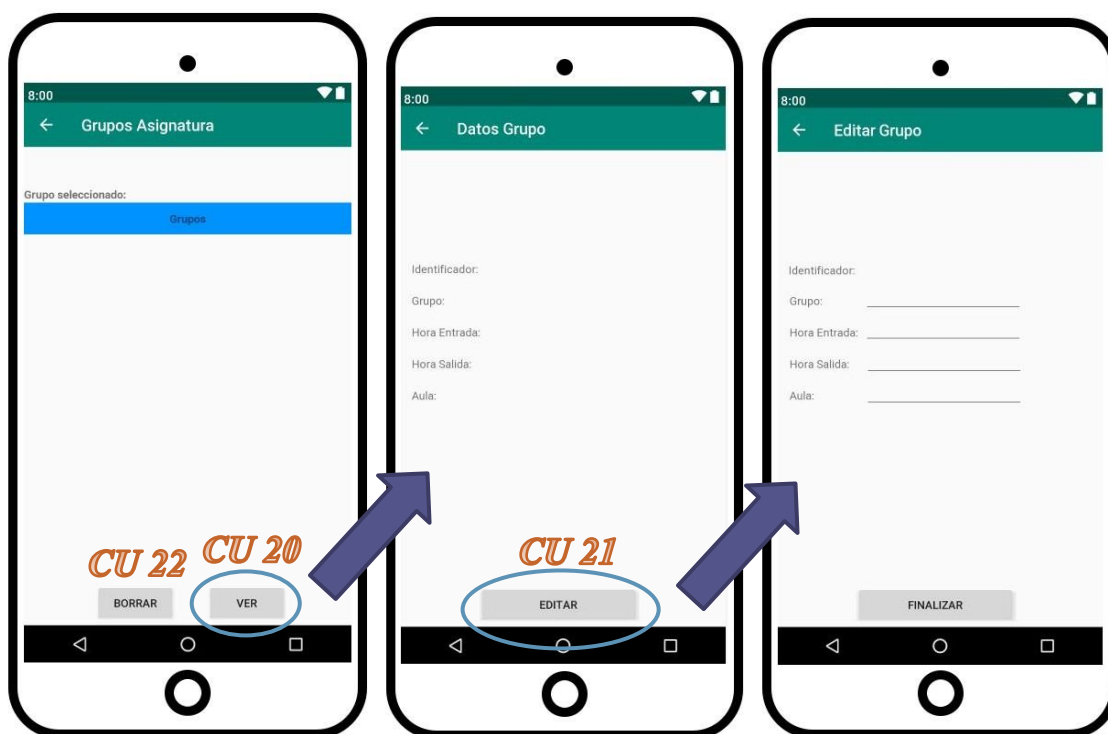 8:00
Grupos Asignatura
Grupo seleccionado:
Grupos
CU 22
CU 20
BORRAR
VER
8:00
Datos Grupo
Identificador:
Grupo:
Hora Entrada:
Hora Salida:
Aula:
CU 21
EDITAR
8:00
Editar Grupo
Identificador:
Grupo:
Hora Entrada:
Hora Salida:
Aula:
FINALIZAR